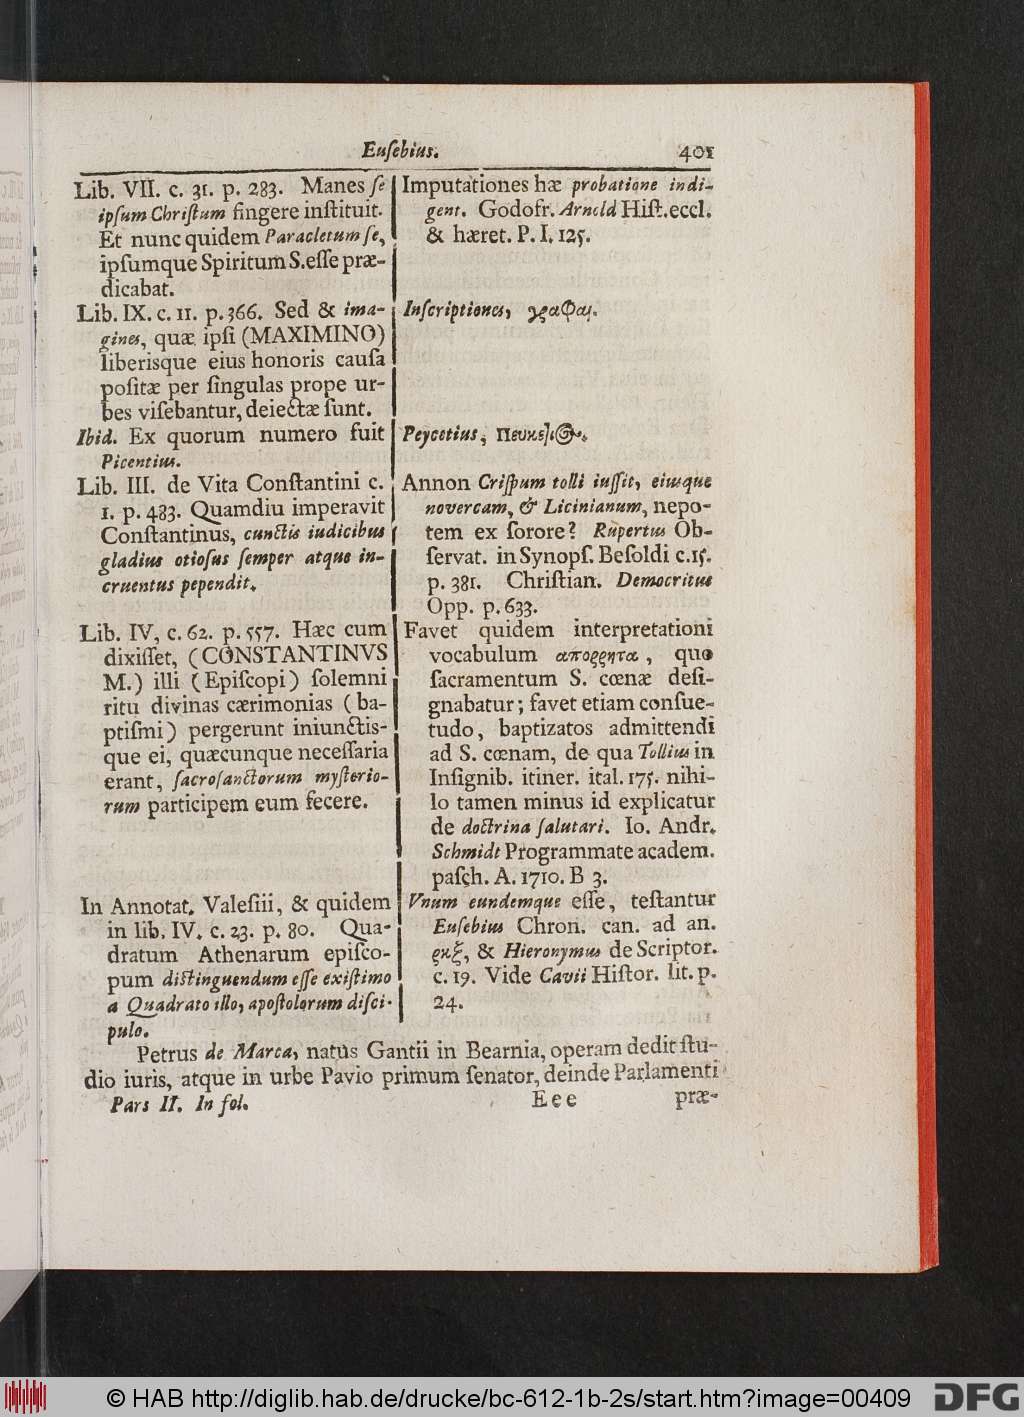 Euſebius. 401
Lib. VII. c. 31. p. 283. Manes ſe
ipſum Chriſtum fingere inſtituit.
Et nunc quidem Paracletum ſe,
ipſumque Spiritum S. eſſe præ-
dicabat.
Imputationes hæ probatione indi-
gent. Godofr. Arnold Hiſt. eccl.
& hæret. P. I. 125.
Lib. IX. c. 11. p. 366. Sed & ima-
gines, quæ ipſi (MAXIMINO)
liberisque eius honoris cauſa
poſitæ per ſingulas prope ur-
bes viſebantur, deiectæ ſunt.
Inſcriptiones, γραφαι.
Ibid. Ex quorum numero fuit
Picentius.
Peycetius, Πευκετιος.
Lib. III. de Vita Conſtantini c.
1. p. 483. Quamdiu imperavit
Conſtantinus, cunctis iudicibus
gladius otioſus ſemper atque in-
cruentus pependit.
Annon Criſpum tolli iuſſit, eiusque
novercam, & Licinianum, nepo-
tem ex ſorore? Rupertus Ob-
ſervat. in Synopſ. Beſoldi c. 15.
p. 381. Chriſtian. Democritus
Opp. p. 633.
Lib. IV, c. 62. p. 557. Hæc cum
dixiſſet, (CONSTANTINVS
M.) illi (Epiſcopi) ſolemni
ritu divinas cærimonias (ba-
ptiſmi) pergerunt iniunctis-
que ei, quæcunque neceſſaria
erant, ſacroſanctorum myſterio-
rum participem eum fecere.
Favet quidem interpretationi
vocabulum απορρητα, quo
ſacramentum S. cœnæ deſi-
gnabatur; favet etiam conſue-
tudo, baptizatos admittendi
ad S. cœnam, de qua Tollius in
Inſignib. itiner. ital. 175. nihi-
lo tamen minus id explicatur
de doctrina ſalutari. Io. Andr.
Schmidt Programmate academ.
paſch. A. 1710. B 3.
In Annotat. Valeſiii, & quidem
in lib. IV. c. 23. p. 80. Qua-
dratum Athenarum epiſco-
pum diſtinguendum eſſe exiſtimo
a Quadrato illo, apoſtolorum diſci-
pulo.
Vnum eundemque eſſe, teſtantur
Euſebius Chron. can. ad an.
ρκξ, & Hieronymus de Scriptor.
c. 19. Vide Cavii Hiſtor. lit. p.
24.
Petrus de Marca, natus Gantii in Bearnia, operam dedit ſtu-
dio iuris, atque in urbe Pavio primum ſenator, deinde Parlamenti
Pars II. In fol. Eee præ-
© HAB http://diglib.hab.de/drucke/bc-612-1b-2s/start.htm?image=00409 DFG